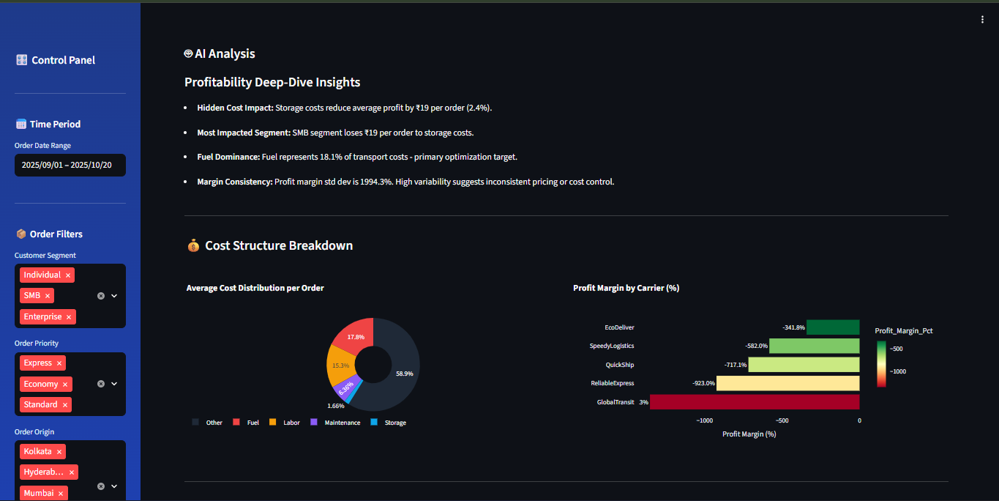 Control Panel
Time Period
Order Date Range
2025/09/01 – 2025/10/20
Order Filters
Customer Segment
Individual ×
SMB ×
Enterprise ×
Order Priority
Express ×
Economy ×
Standard ×
Order Origin
Kolkata ×
Hyderab... ×
Mumbai ×
AI Analysis
Profitability Deep-Dive Insights
• Hidden Cost Impact: Storage costs reduce average profit by ₹19 per order (2.4%).
• Most Impacted Segment: SMB segment loses ₹19 per order to storage costs.
• Fuel Dominance: Fuel represents 18.1% of transport costs - primary optimization target.
• Margin Consistency: Profit margin std dev is 1994.3%. High variability suggests inconsistent pricing or cost control.
Cost Structure Breakdown
Average Cost Distribution per Order
17.8%
15.3%
58.9%
6.36%
1.66%
Other Fuel Labor Maintenance Storage
Profit Margin by Carrier (%)
EcoDeliver -341.8%
SpeedyLogistics -582.0%
QuickShip -717.1%
ReliableExpress -923.0%
GlobalTransit 3%
−1000 −500 0
Profit Margin (%)
Profit_Margin_Pct
−500
−1000